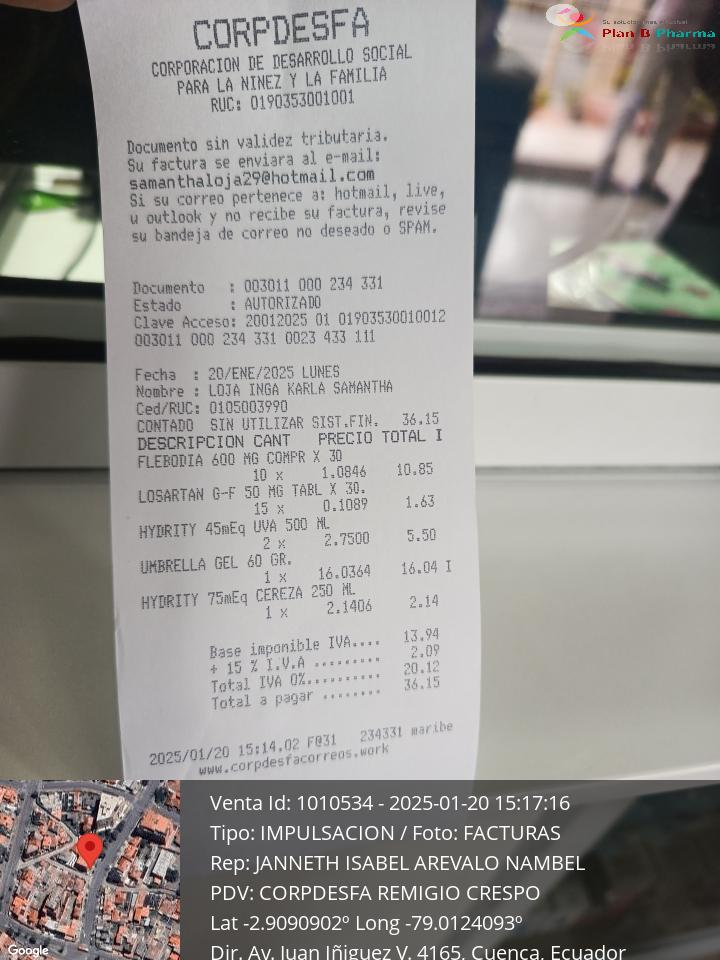 Su solucion mas actual
Plan B Pharma
CORPDESFA
CORPORACION DE DESARROLLO SOCIAL
PARA LA NINEZ Y LA FAMILIA
RUC: 0190353001001
Documento sin validez tributaria.
Su factura se enviara al e-mail:
samanthaloja29@hotmail.com
Si su correo pertenece a: hotmail, live,
u outlook y no recibe su factura, revise
su bandeja de correo no deseado o SPAM.
Documento : 003011 000 234 331
Estado : AUTORIZADO
Clave Acceso: 20012025 01 01903530010012
003011 000 234 331 0023 433 111
Fecha : 20/ENE/2025 LUNES
Nombre : LOJA INGA KARLA SAMANTHA
Ced/RUC: 0105003990
CONTADO SIN UTILIZAR SIST.FIN. 36.15
DESCRIPCION CANT PRECIO TOTAL I
FLEBODIA 600 MG COMPR X 30
10 x 1.0846 10.85
LOSARTAN G-F 50 MG TABL X 30.
15 x 0.1089 1.63
HYDRITY 45mEq UVA 500 ML
2 x 2.7500 5.50
UMBRELLA GEL 60 GR.
1 x 16.0364 16.04 I
HYDRITY 75mEq CEREZA 250 ML
1 x 2.1406 2.14
Base imponible IVA.... 13.94
+ 15 % I.V.A ......... 2.09
Total IVA 0%.......... 20.12
Total a pagar ........ 36.15
2025/01/20 15:14.02 F@31 234331 maribe
www.corpdesfacorreos.work
Venta Id: 1010534 - 2025-01-20 15:17:16
Tipo: IMPULSACION / Foto: FACTURAS
Rep: JANNETH ISABEL AREVALO NAMBEL
PDV: CORPDESFA REMIGIO CRESPO
Lat -2.9090902º Long -79.0124093º
Dir. Av. Juan Iñiguez V. 4165, Cuenca, Ecuador
Google